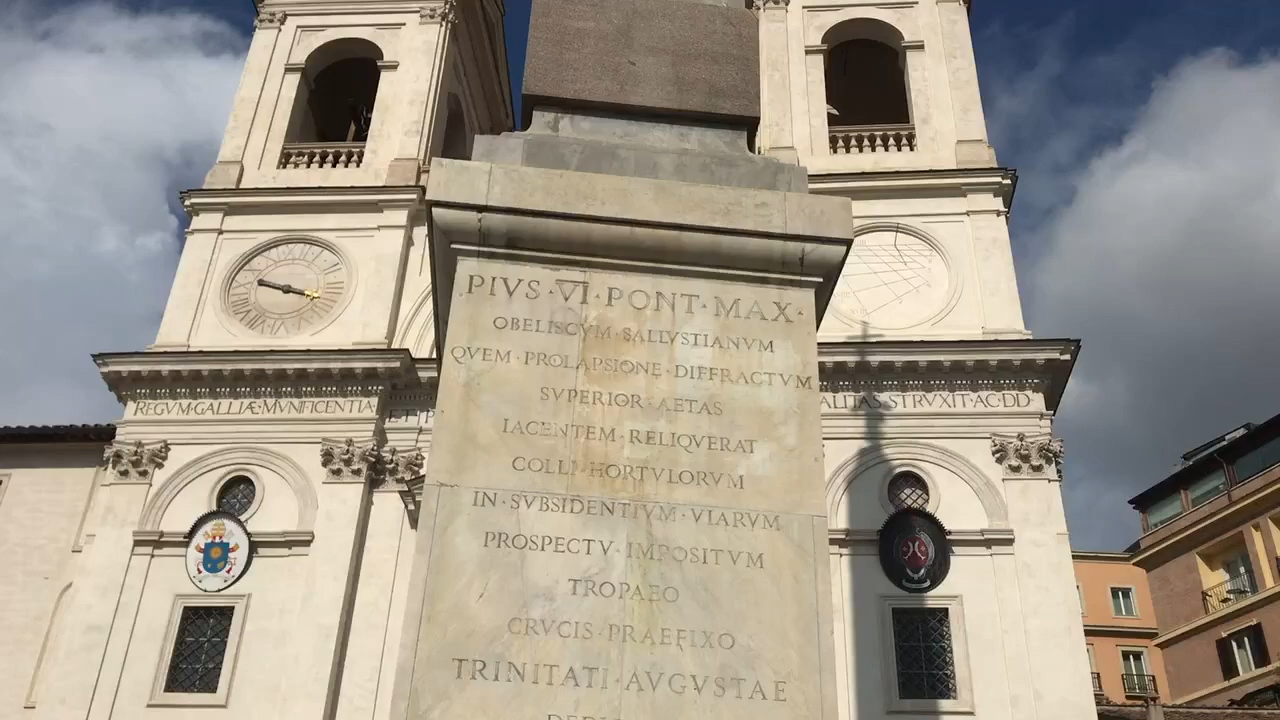 PIVS·VI·PONT·MAX·
OBELISCVM·SALLVSTIANVM
QVEM·PROLAPSIONE·DIFFRACTVM
SVPERIOR·AETAS
IACENTEM·RELIQVERAT
COLLI·HORTVLORVM
IN·SVBSIDENTIVM·VIARVM
PROSPECTV·IMPOSITVM
TROPAEO
CRVCIS·PRAEFIXO
TRINITATI·AVGVSTAE
REGVM·GALLIÆ·MVNIFICENTIA
STRVXIT·AC·DD